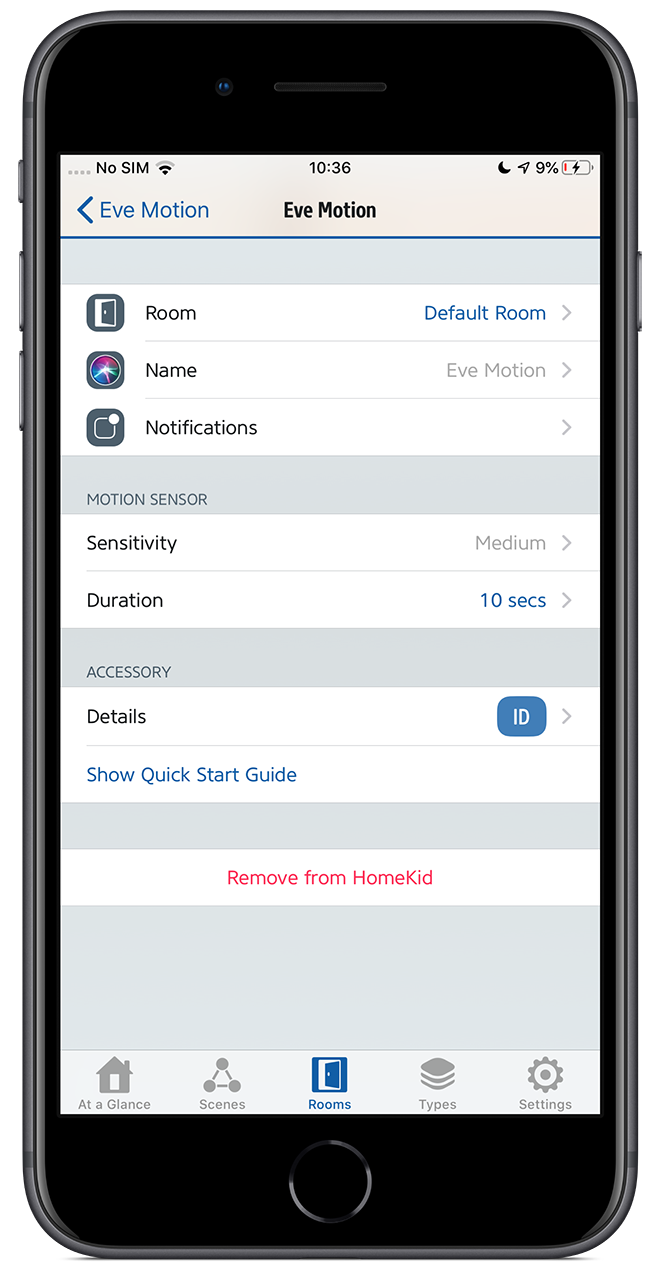 No SIM 10:36 9%
Eve Motion Eve Motion
Room Default Room
Name Eve Motion
Notifications
MOTION SENSOR
Sensitivity Medium
Duration 10 secs
ACCESSORY
Details ID
Show Quick Start Guide
Remove from HomeKid
At a Glance Scenes Rooms Types Settings